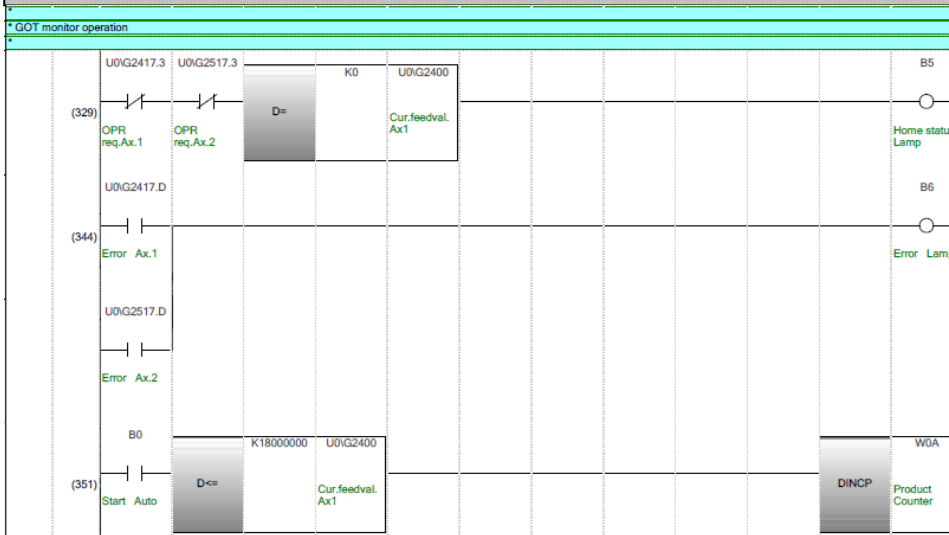 *
* GOT monitor operation
*
U0\G2417.3 U0\G2517.3 K0 U0\G2400 B5
(329) D=
OPR req.Ax.1 OPR req.Ax.2 Cur.feedval. Ax1 Home statu Lamp
U0\G2417.D B6
(344)
Error Ax.1 Error Lam
U0\G2517.D
Error Ax.2
B0 K18000000 U0\G2400 W0A
(351) D<= DINCP
Start Auto Cur.feedval. Ax1 Product Counter